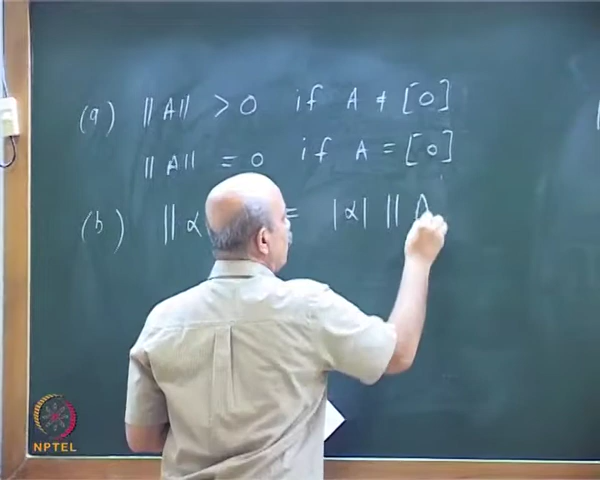 (a) ||A|| > 0 if A ≠ [0]
||A|| = 0 if A = [0]
(b) ||α = |α| ||A
NPTEL